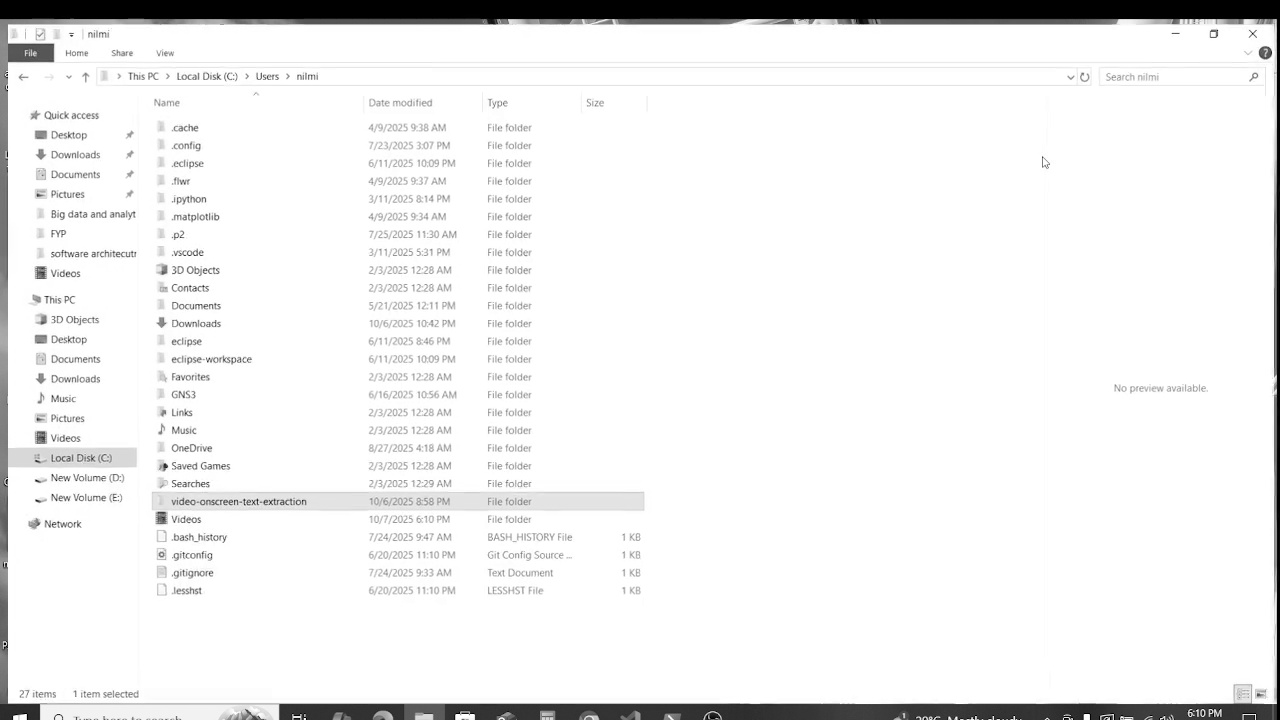 nilmi
File Home Share View
This PC Local Disk (C:) Users nilmi Search nilmi
Name Date modified Type Size
Quick access
Desktop
Downloads
Documents
Pictures
Big data and analyt
FYP
software architecutr
Videos
This PC
3D Objects
Desktop
Documents
Downloads
Music
Pictures
Videos
Local Disk (C:)
New Volume (D:)
New Volume (E:)
Network
.cache 4/9/2025 9:38 AM File folder
.config 7/23/2025 3:07 PM File folder
.eclipse 6/11/2025 10:09 PM File folder
.flwr 4/9/2025 9:37 AM File folder
.ipython 3/11/2025 8:14 PM File folder
.matplotlib 4/9/2025 9:34 AM File folder
.p2 7/25/2025 11:30 AM File folder
.vscode 3/11/2025 5:31 PM File folder
3D Objects 2/3/2025 12:28 AM File folder
Contacts 2/3/2025 12:28 AM File folder
Documents 5/21/2025 12:11 PM File folder
Downloads 10/6/2025 10:42 PM File folder
eclipse 6/11/2025 8:46 PM File folder
eclipse-workspace 6/11/2025 10:09 PM File folder
Favorites 2/3/2025 12:28 AM File folder
GNS3 6/16/2025 10:56 AM File folder
Links 2/3/2025 12:28 AM File folder
Music 2/3/2025 12:28 AM File folder
OneDrive 8/27/2025 4:18 AM File folder
Saved Games 2/3/2025 12:28 AM File folder
Searches 2/3/2025 12:29 AM File folder
video-onscreen-text-extraction 10/6/2025 8:58 PM File folder
Videos 10/7/2025 6:10 PM File folder
.bash_history 7/24/2025 9:47 AM BASH_HISTORY File 1 KB
.gitconfig 6/20/2025 11:10 PM Git Config Source ... 1 KB
.gitignore 7/24/2025 9:33 AM Text Document 1 KB
.lesshst 6/20/2025 11:10 PM LESSHST File 1 KB
No preview available.
27 items 1 item selected
Type here to search
6:10 PM